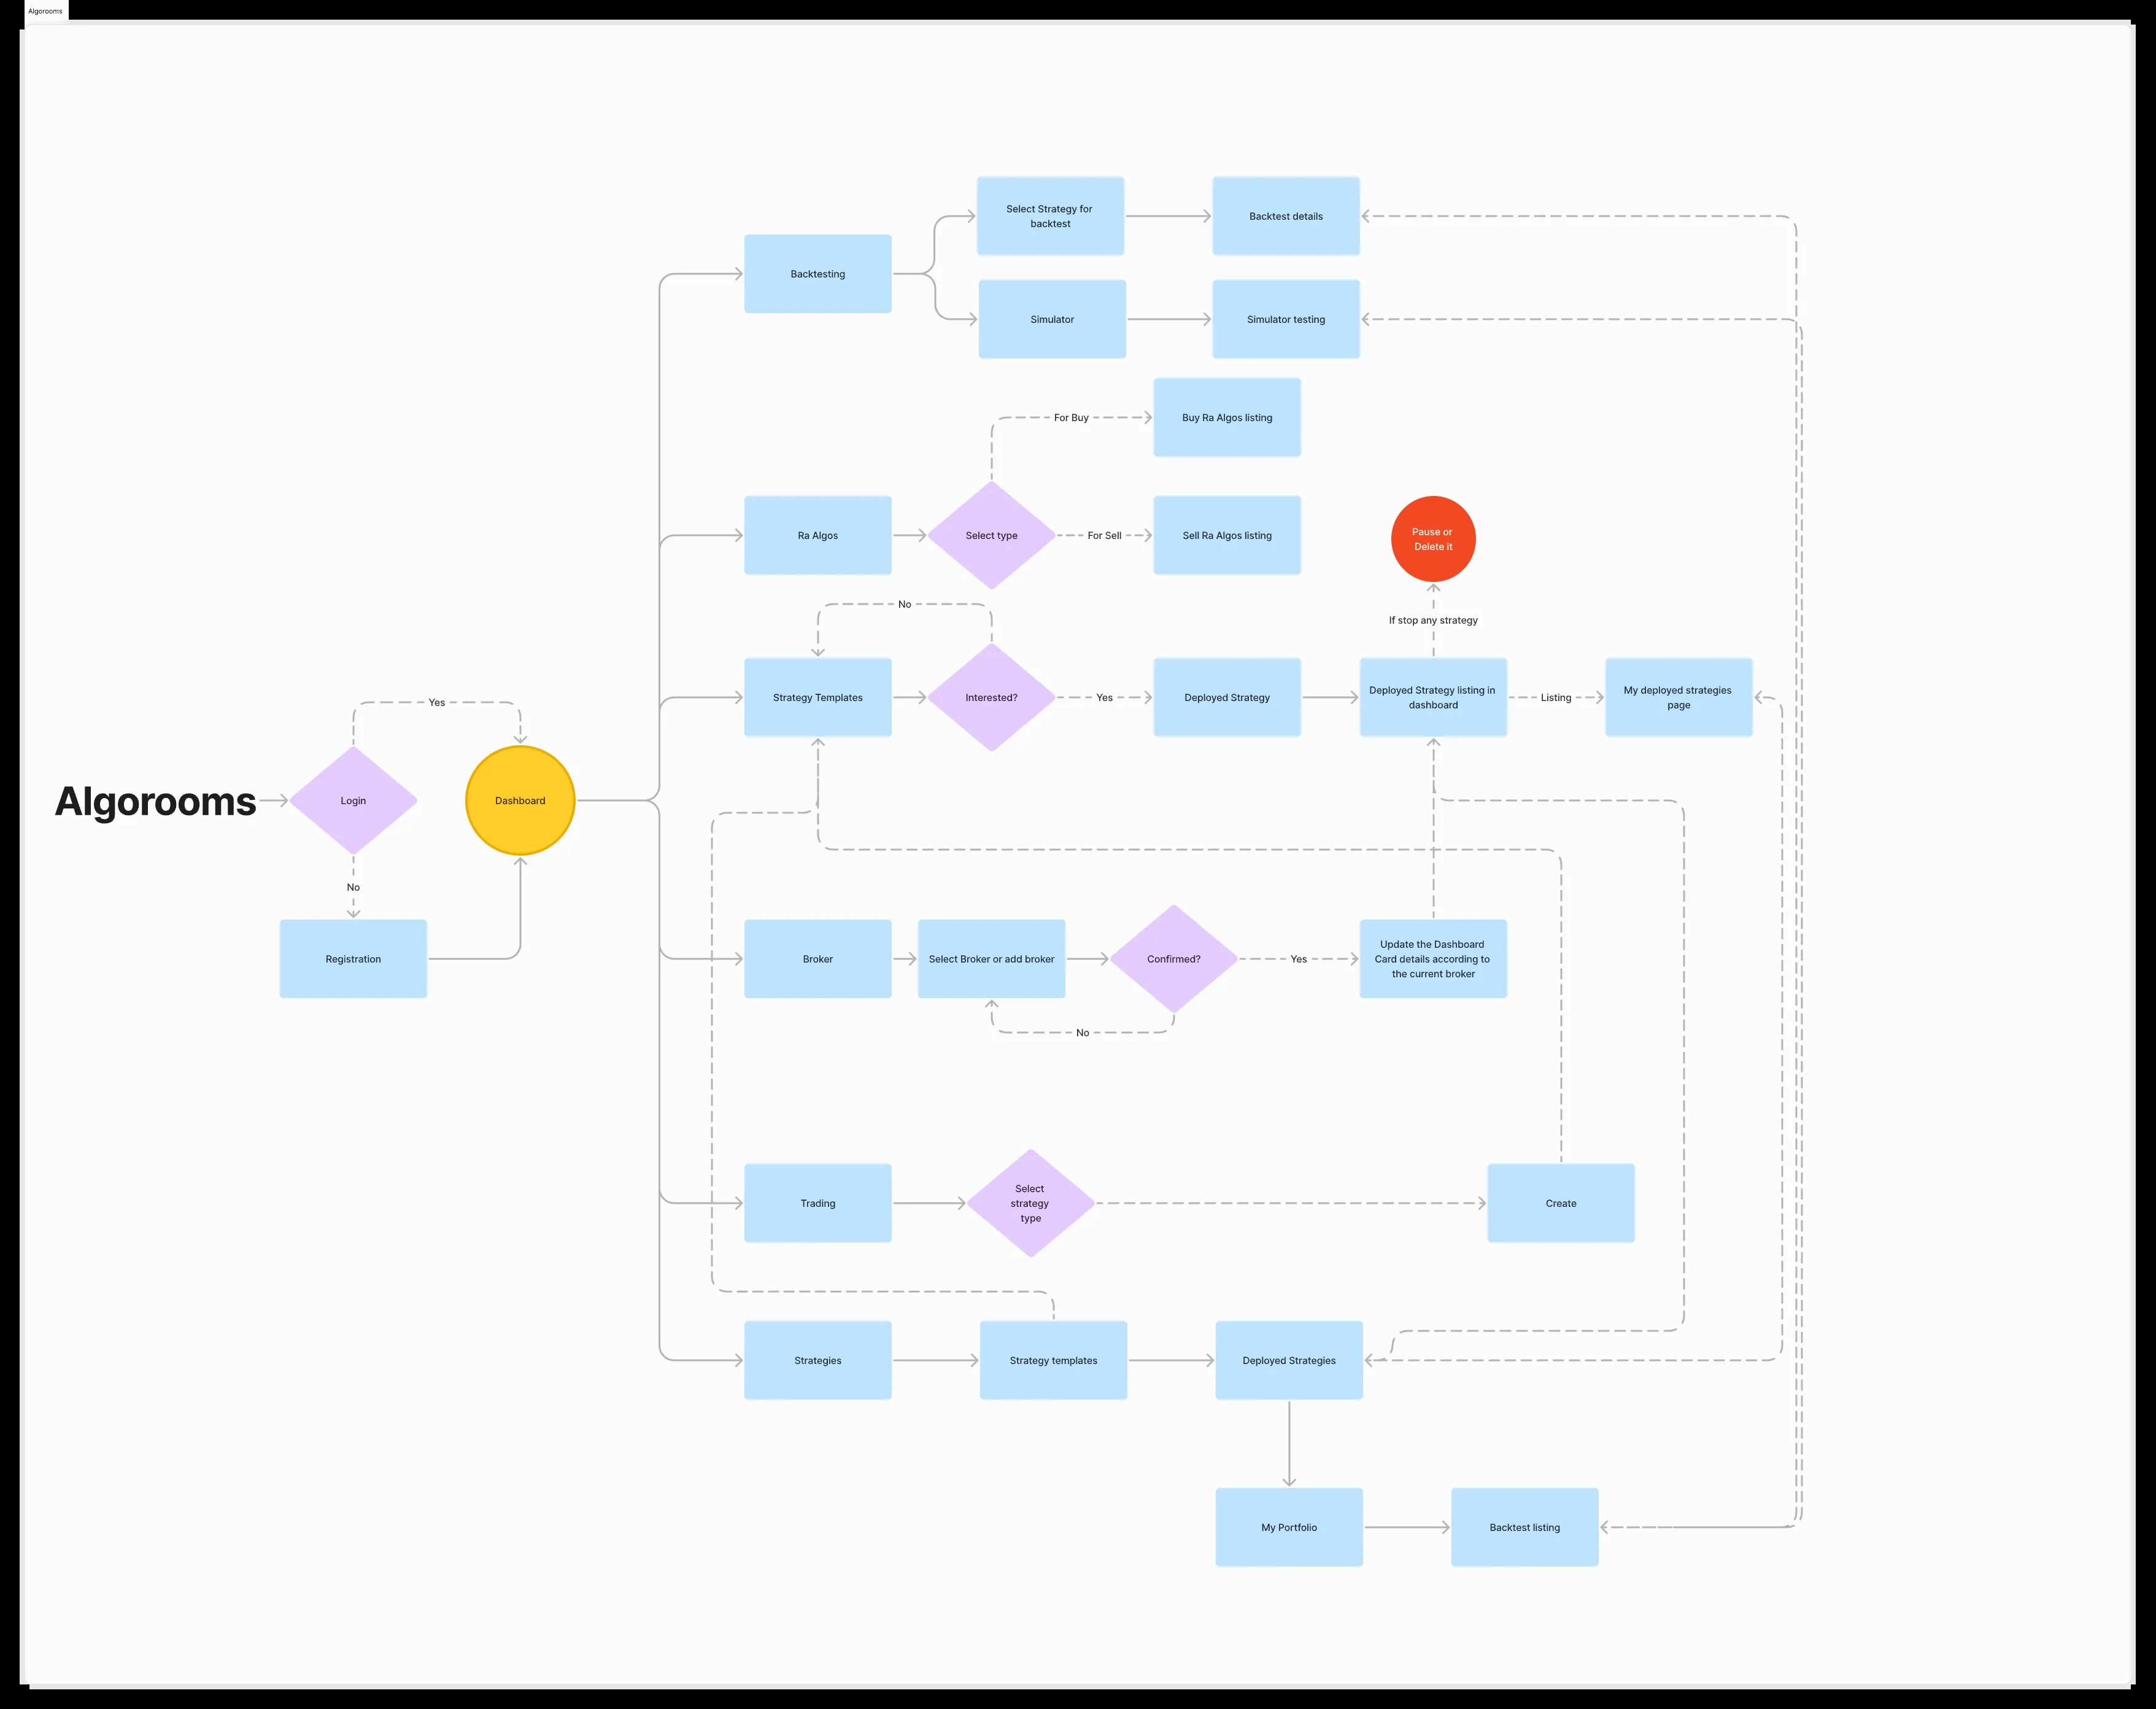 Algorooms
Select Strategy for
backtest
Backtest details
Backtesting
Simulator
Simulator testing
For Buy
Buy Ra Algos listing
Ra Algos
Select type
For Sell
Sell Ra Algos listing
Pause or
Delete it
No
If stop any strategy
Strategy Templates
Interested?
Yes
Deployed Strategy
Deployed Strategy listing in
dashboard
Listing
My deployed strategies
page
Yes
Algorooms
Login
Dashboard
No
Registration
Broker
Select Broker or add broker
Confirmed?
Yes
Update the Dashboard
Card details according to
the current broker
No
Trading
Select
strategy
type
Create
Strategies
Strategy templates
Deployed Strategies
My Portfolio
Backtest listing